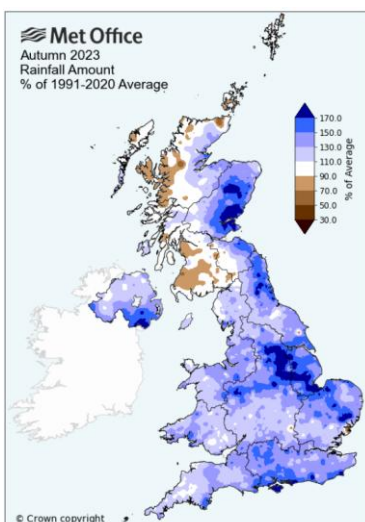 Met Office
Autumn 2023
Rainfall Amount
% of 1991-2020 Average
170.0
150.0
130.0
110.0
90.0
70.0
50.0
30.0
% of Average
© Crown copyright